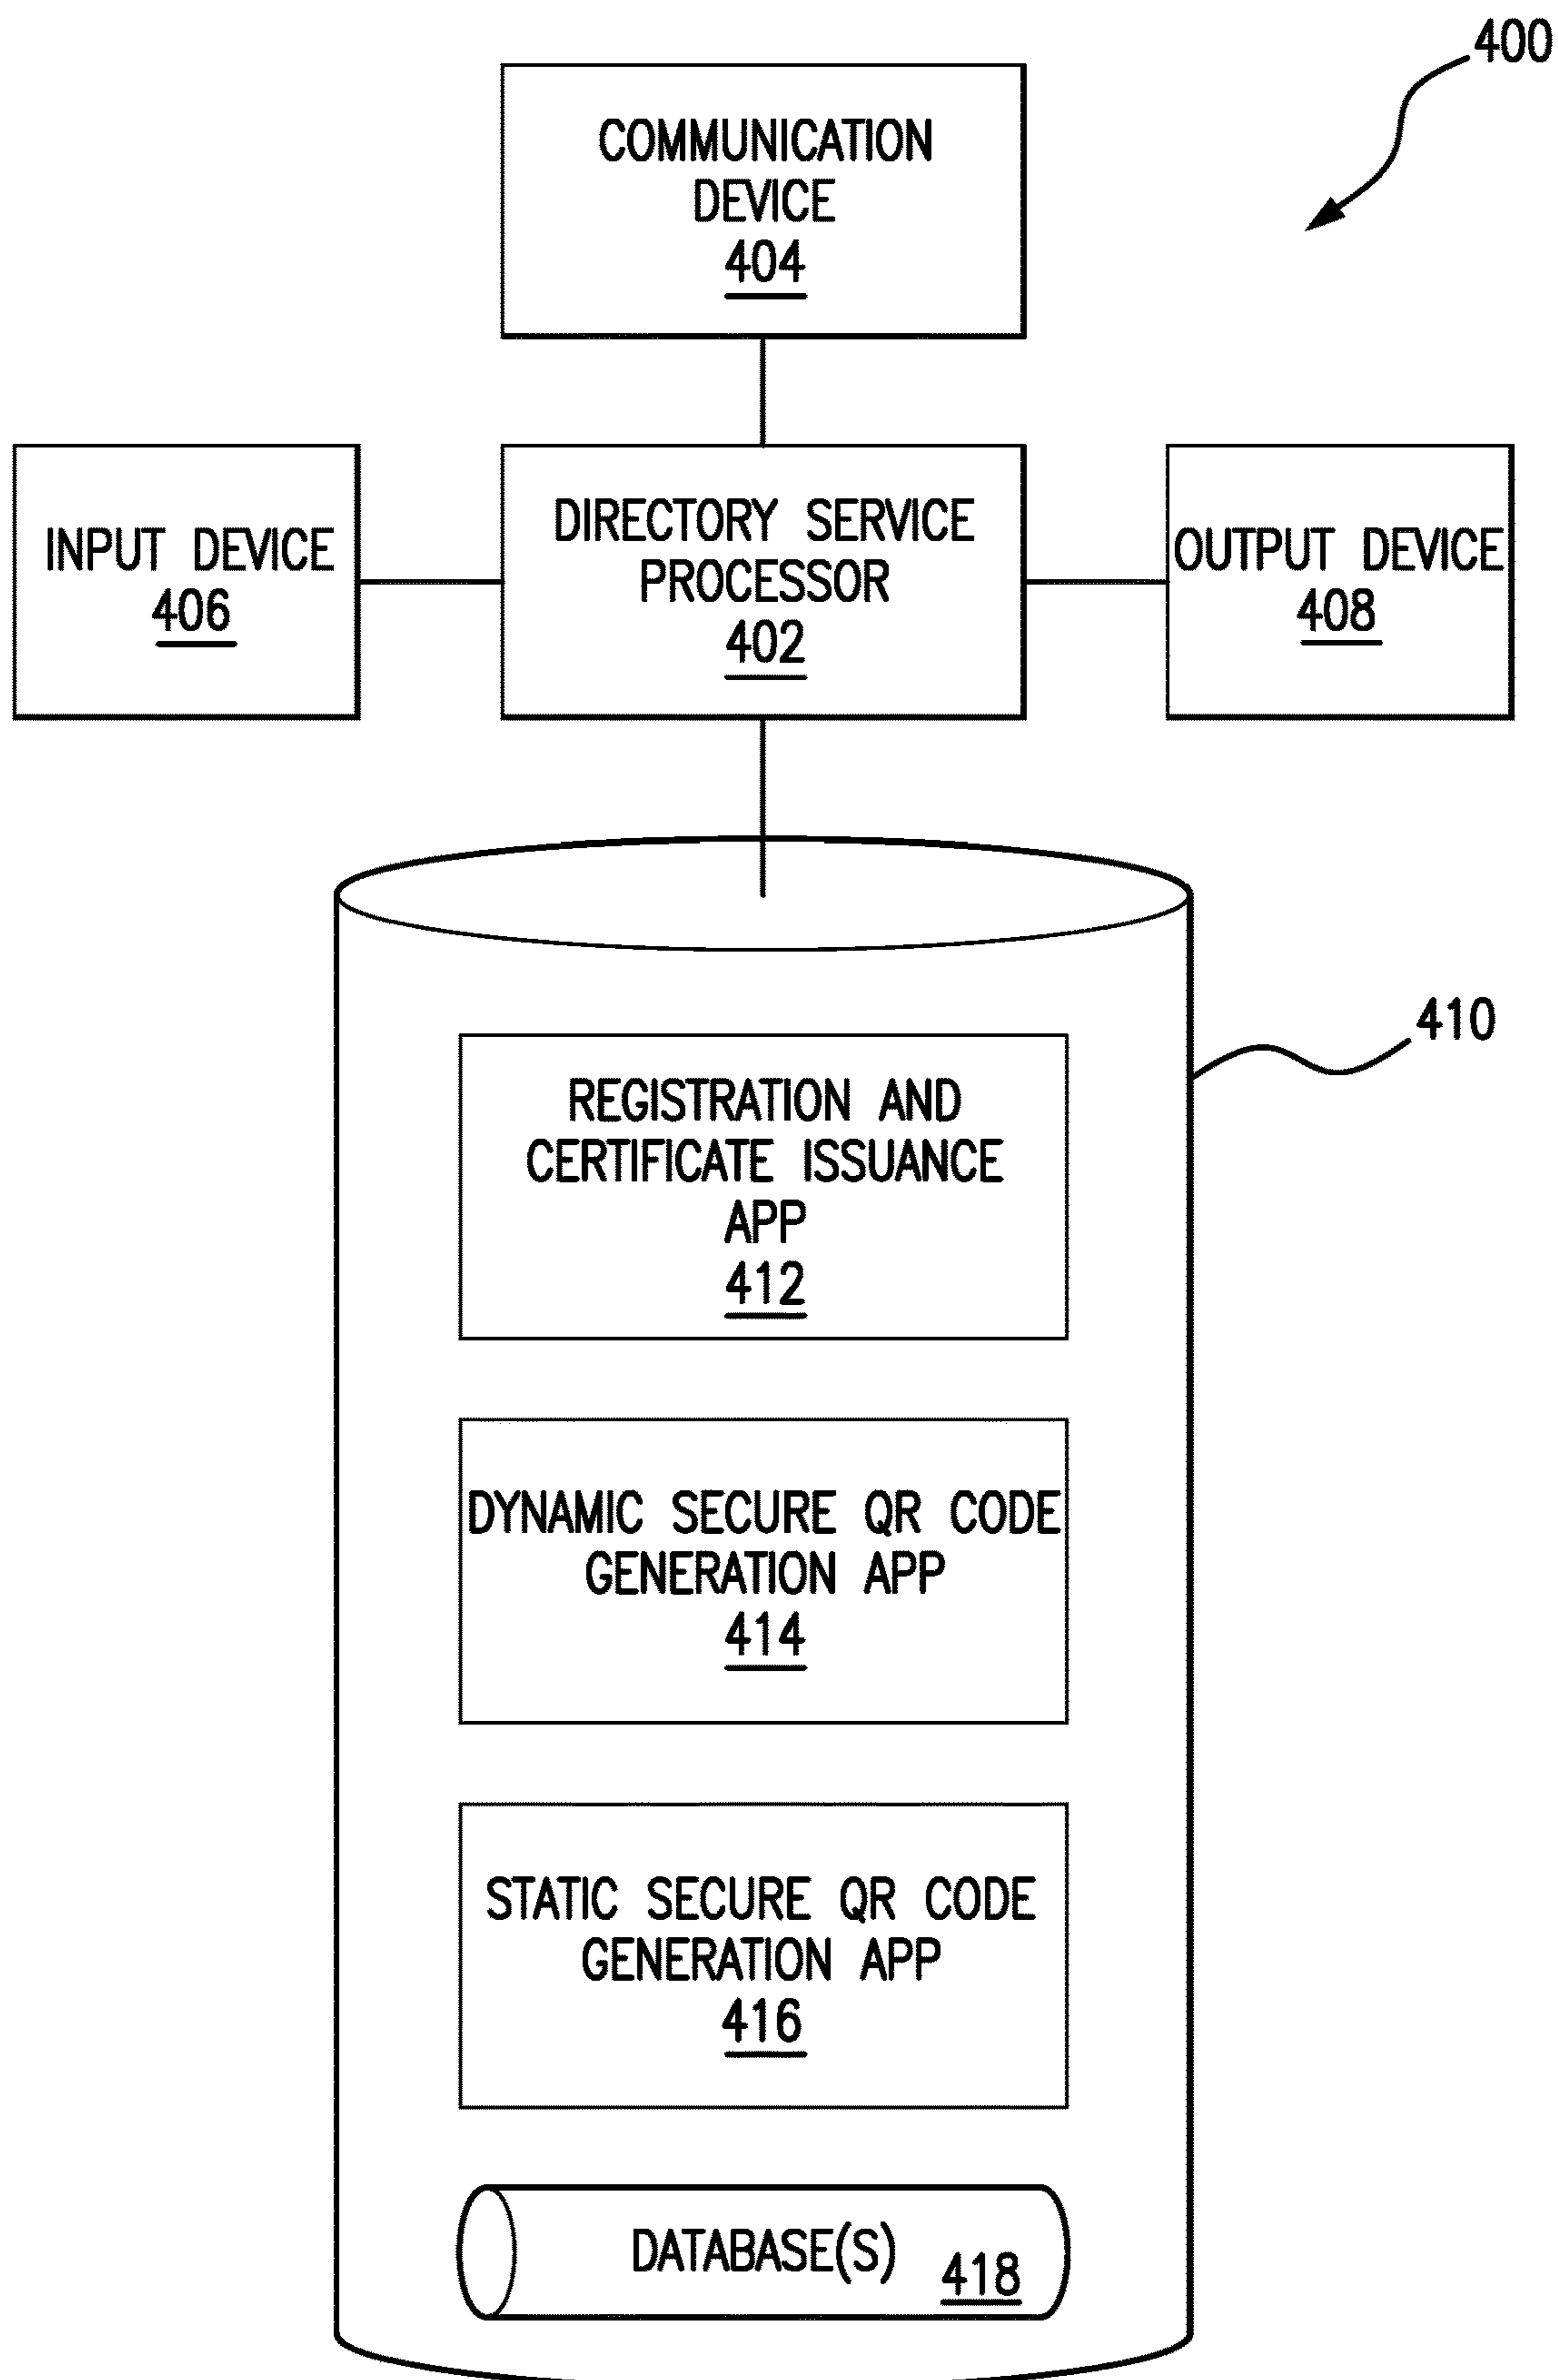 400
COMMUNICATION
DEVICE
404
INPUT DEVICE
406
DIRECTORY SERVICE
PROCESSOR
402
OUTPUT DEVICE
408
410
REGISTRATION AND
CERTIFICATE ISSUANCE
APP
412
DYNAMIC SECURE QR CODE
GENERATION APP
414
STATIC SECURE QR CODE
GENERATION APP
416
DATABASE(S) 418